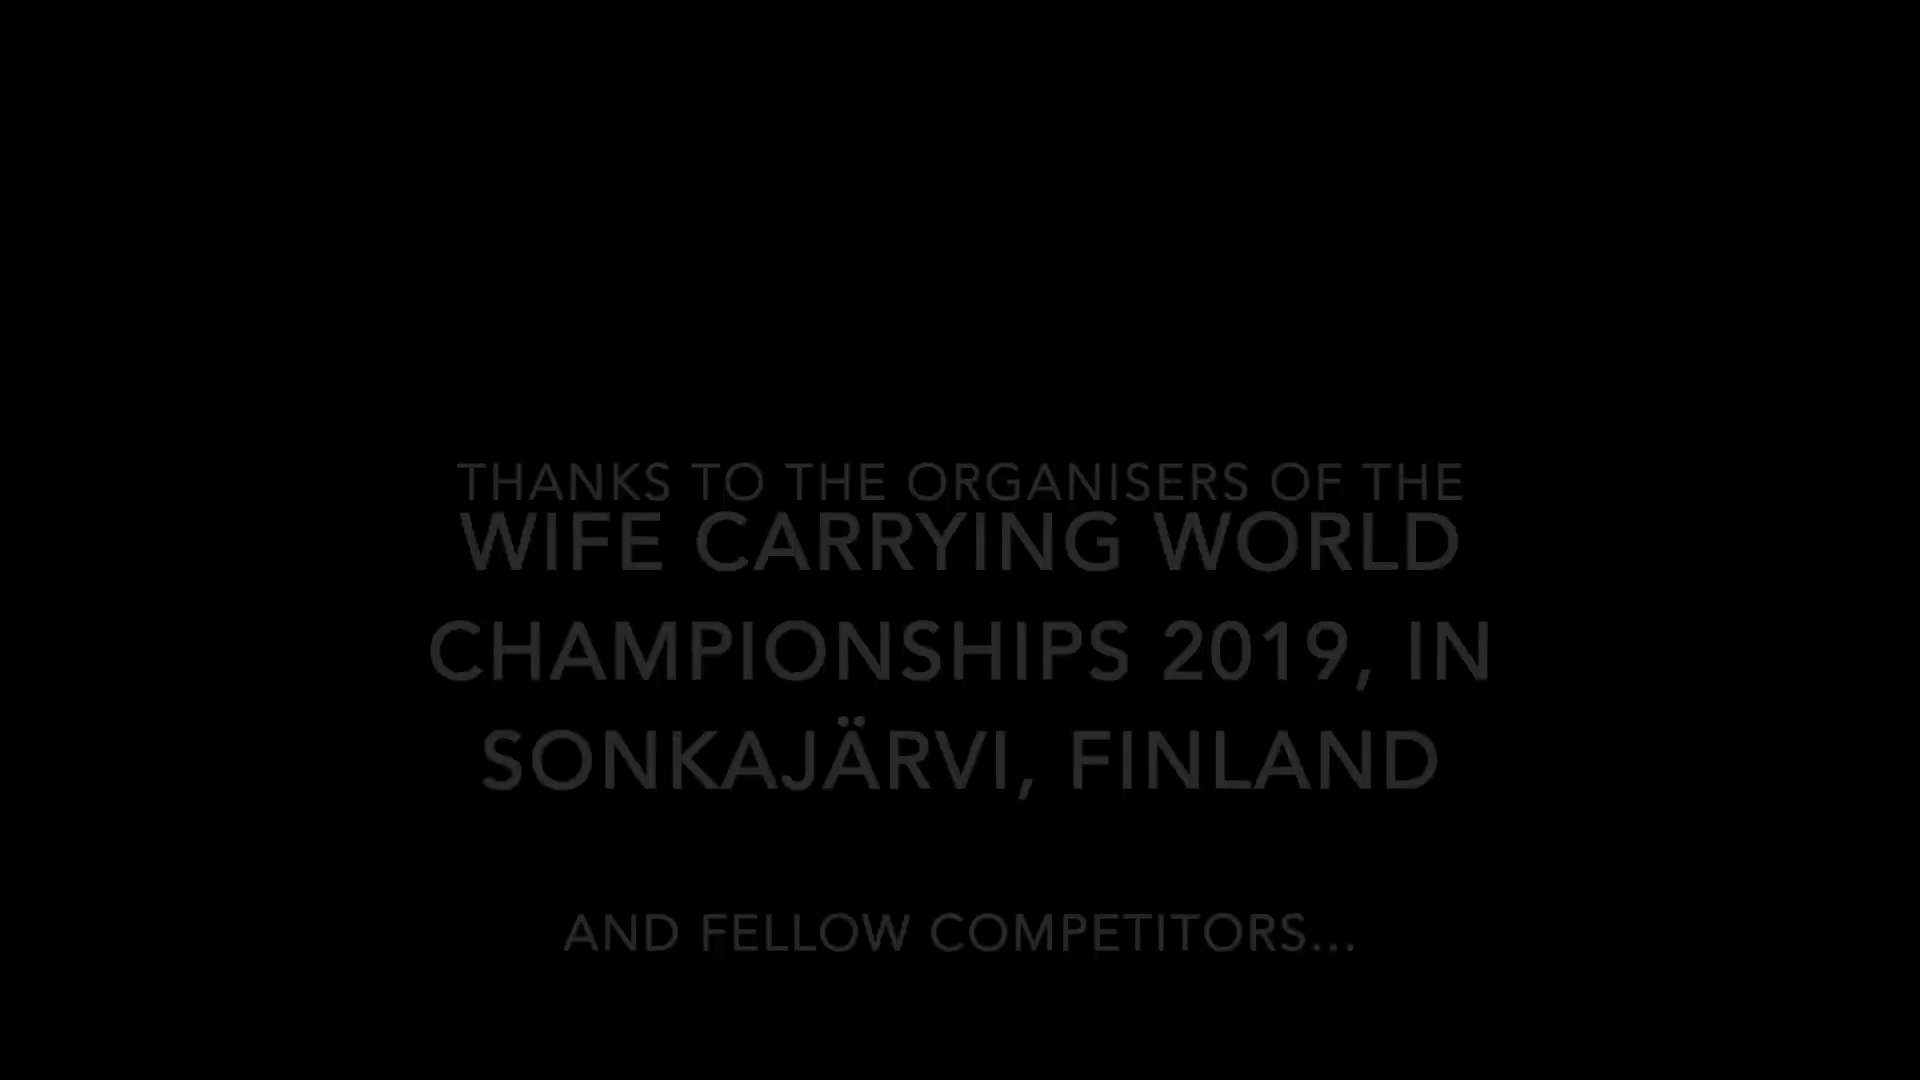 THANKS TO THE ORGANISERS OF THE
WIFE CARRYING WORLD
CHAMPIONSHIPS 2019, IN
SONKAJÄRVI, FINLAND
AND FELLOW COMPETITORS...